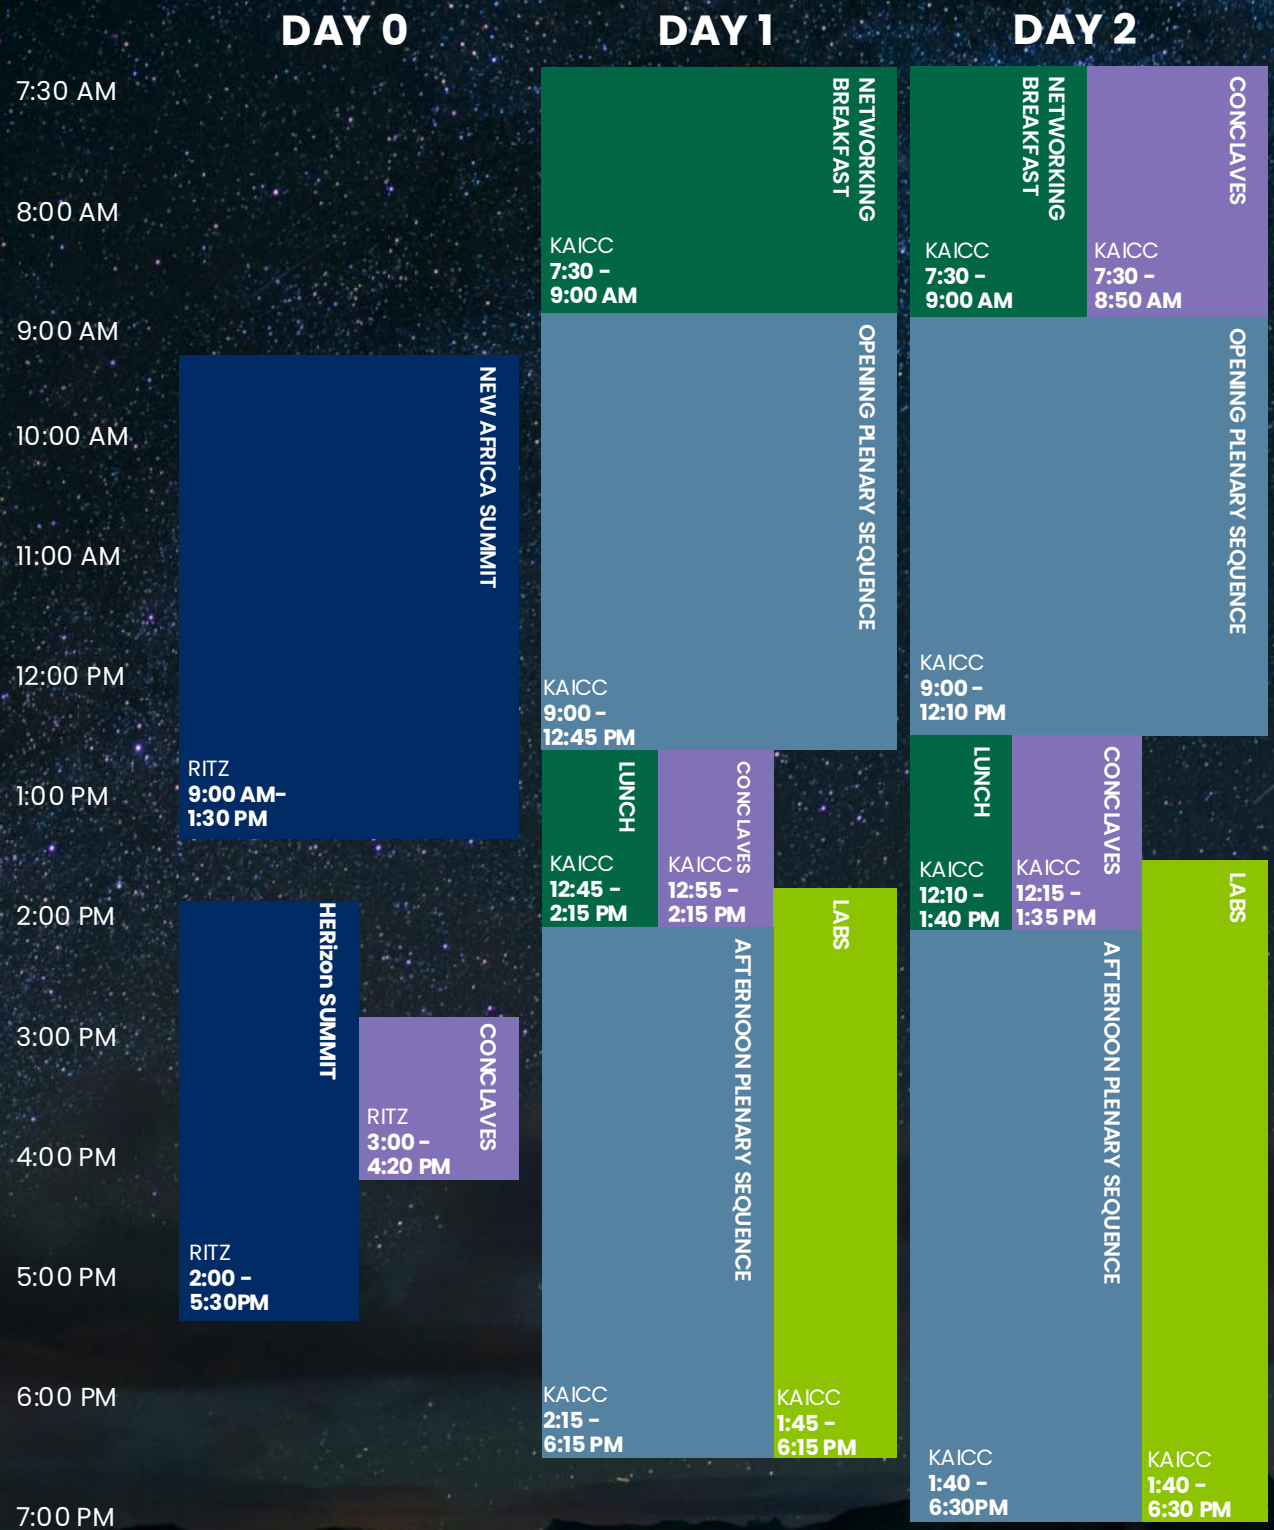 DAY 0
DAY 1
DAY 2
7:30 AM
8:00 AM
9:00 AM
10:00 AM
11:00 AM
12:00 PM
1:00 PM
2:00 PM
3:00 PM
4:00 PM
5:00 PM
6:00 PM
7:00 PM
NEW AFRICA SUMMIT
RITZ
9:00 AM-
1:30 PM
HERizon SUMMIT
RITZ
2:00 -
5:30PM
CONCLAVES
RITZ
3:00 -
4:20 PM
NETWORKING
BREAKFAST
KAICC
7:30 -
9:00 AM
OPENING PLENARY SEQUENCE
KAICC
9:00 -
12:45 PM
LUNCH
KAICC
12:45 -
2:15 PM
CONCLAVES
KAICC
12:55 -
2:15 PM
LABS
KAICC
1:45 -
6:15 PM
AFTERNOON PLENARY SEQUENCE
KAICC
2:15 -
6:15 PM
NETWORKING
BREAKFAST
KAICC
7:30 -
9:00 AM
CONCLAVES
KAICC
7:30 -
8:50 AM
OPENING PLENARY SEQUENCE
KAICC
9:00 -
12:10 PM
LUNCH
KAICC
12:10 -
1:40 PM
CONCLAVES
KAICC
12:15 -
1:35 PM
LABS
KAICC
1:40 -
6:30 PM
AFTERNOON PLENARY SEQUENCE
KAICC
1:40 -
6:30PM